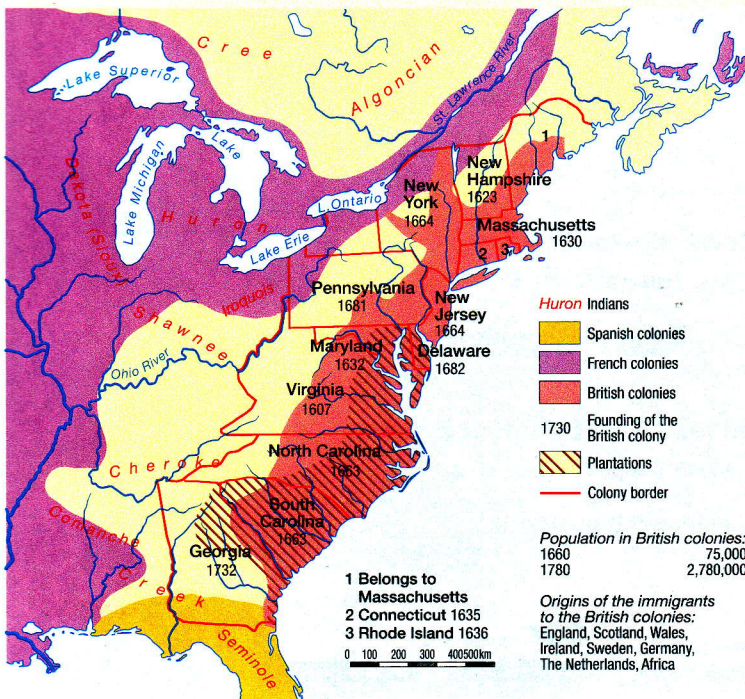 Cree
Algoncian
St. Lawrence River
Lake Superior
Lake Michigan
Lake
Dakota (Sioux)
Huron
L. Ontario
Lake Erie
New
York
1664
New
Hampshire
1623
1
Massachusetts
1630
2
3
Iroquois
Pennsylvania
1681
New
Jersey
1664
Shawnee
Ohio River
Maryland
1632
Delaware
1682
Virginia
1607
North Carolina
1663
Cheroke
South
Carolina
1663
Comanche
Georgia
1732
Creek
Seminole
Huron Indians
Spanish colonies
French colonies
British colonies
1730 Founding of the
British colony
Plantations
Colony border
Population in British colonies:
1660 75,000
1780 2,780,000
Origins of the immigrants
to the British colonies:
England, Scotland, Wales,
Ireland, Sweden, Germany,
The Netherlands, Africa
1 Belongs to
Massachusetts
2 Connecticut 1635
3 Rhode Island 1636
0 100 200 300 400 500km